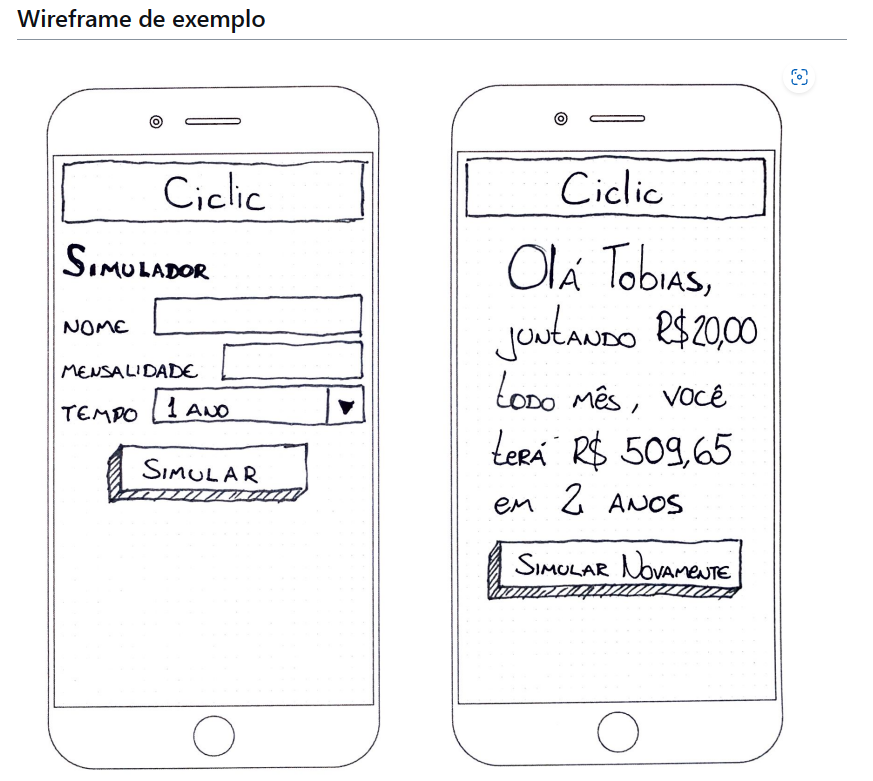 Wireframe de exemplo
Ciclic
SIMULADOR
NOME
MENSALIDADE
TEMPO 1 ANO
SIMULAR
Ciclic
Olá TOBIAS,
JUNTANDO R$20,00
todo mês, você
terá R$ 509,65
em 2 ANOS
SIMULAR NOVAMENTE